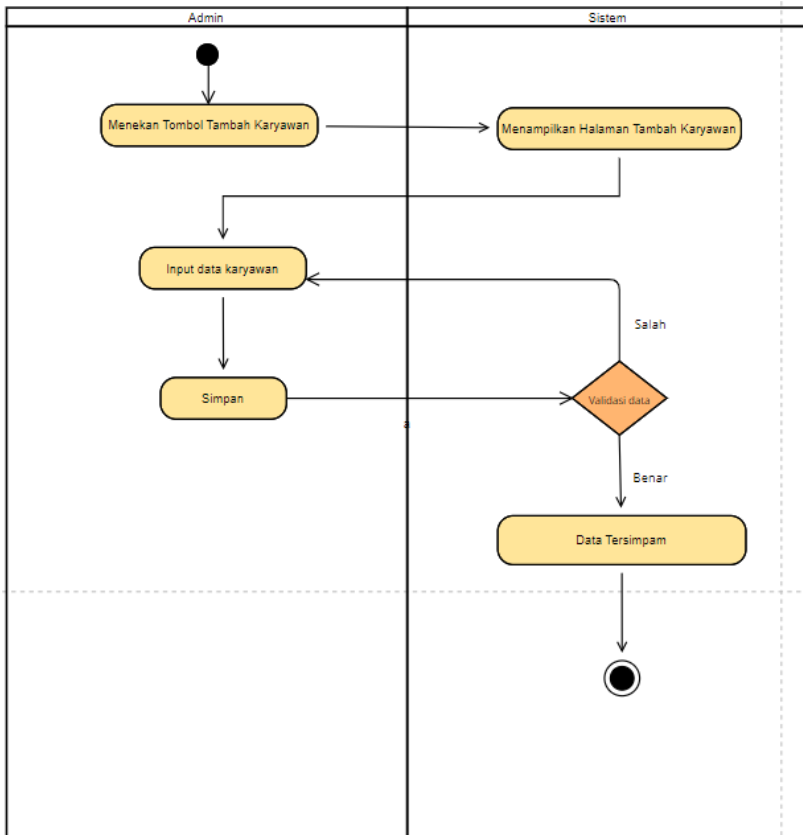 Admin
Sistem
Menekan Tombol Tambah Karyawan
Menampilkan Halaman Tambah Karyawan
Input data karyawan
Salah
Simpan
Validasi data
a
Benar
Data Tersimpam